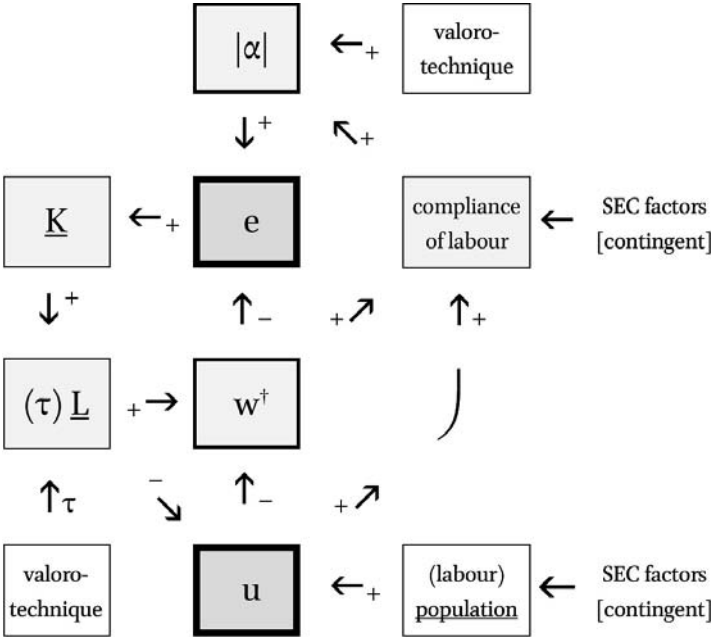 |α| ←+ valoro-
technique
↓+ ↖+
K ←+ e compliance
of labour ← SEC factors
[contingent]
↓+ ↑− +↗ ↑+
(τ) L +→ w†
↑τ −↘ ↑− +↗
valoro-
technique
u ←+ (labour)
population ← SEC factors
[contingent]